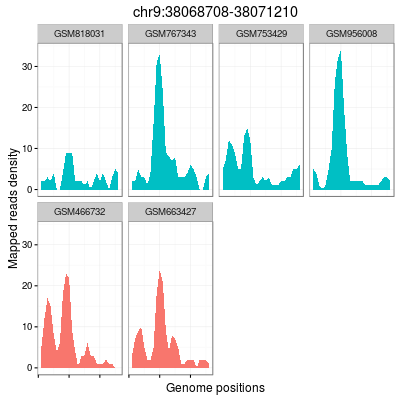 chr9:38068708-38071210
GSM818031 GSM767343 GSM753429 GSM956008
30
20
10
0
GSM466732 GSM663427
30
20
10
0
Mapped reads density
Genome positions